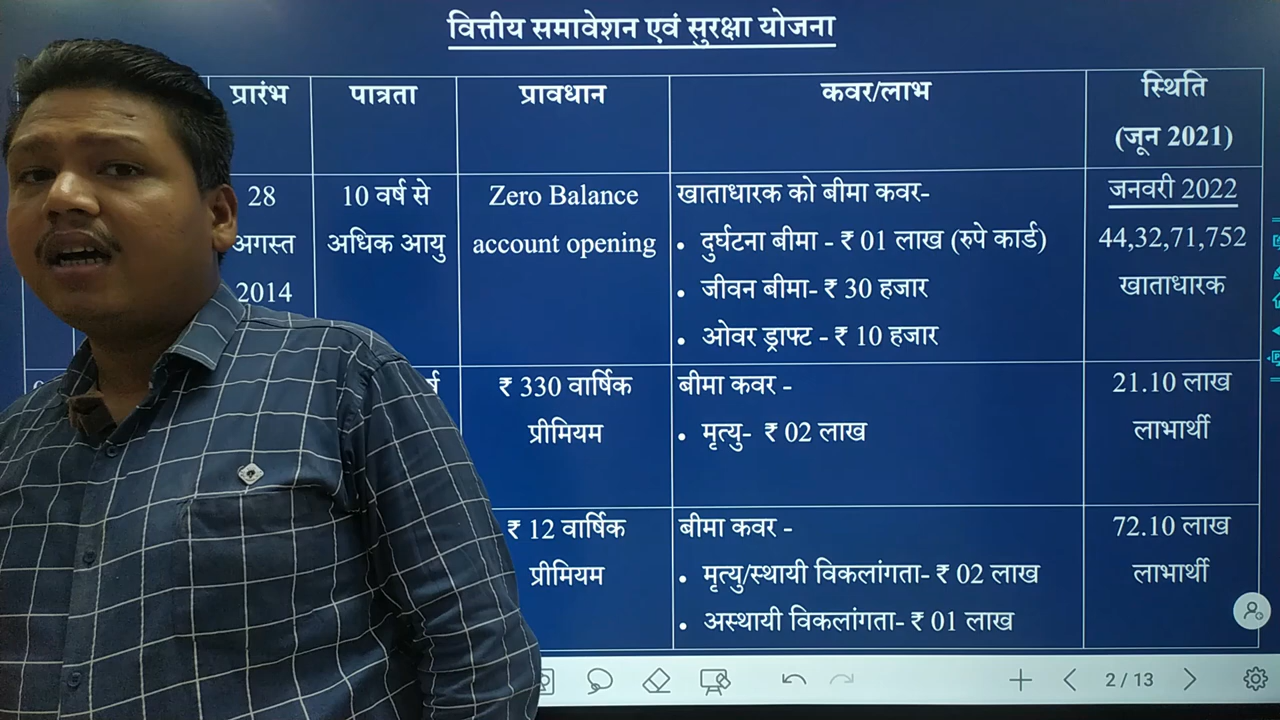 वित्तीय समावेशन एवं सुरक्षा योजना
प्रारंभ
पात्रता
प्रावधान
कवर/लाभ
स्थिति
(जून 2021)
28
अगस्त
2014
10 वर्ष से
अधिक आयु
Zero Balance
account opening
खाताधारक को बीमा कवर-
• दुर्घटना बीमा - ₹ 01 लाख (रुपे कार्ड)
• जीवन बीमा- ₹ 30 हजार
• ओवर ड्राफ्ट - ₹ 10 हजार
जनवरी 2022
44,32,71,752
खाताधारक
₹ 330 वार्षिक
प्रीमियम
बीमा कवर -
• मृत्यु- ₹ 02 लाख
21.10 लाख
लाभार्थी
₹ 12 वार्षिक
प्रीमियम
बीमा कवर -
• मृत्यु/स्थायी विकलांगता- ₹ 02 लाख
• अस्थायी विकलांगता- ₹ 01 लाख
72.10 लाख
लाभार्थी
2 / 13